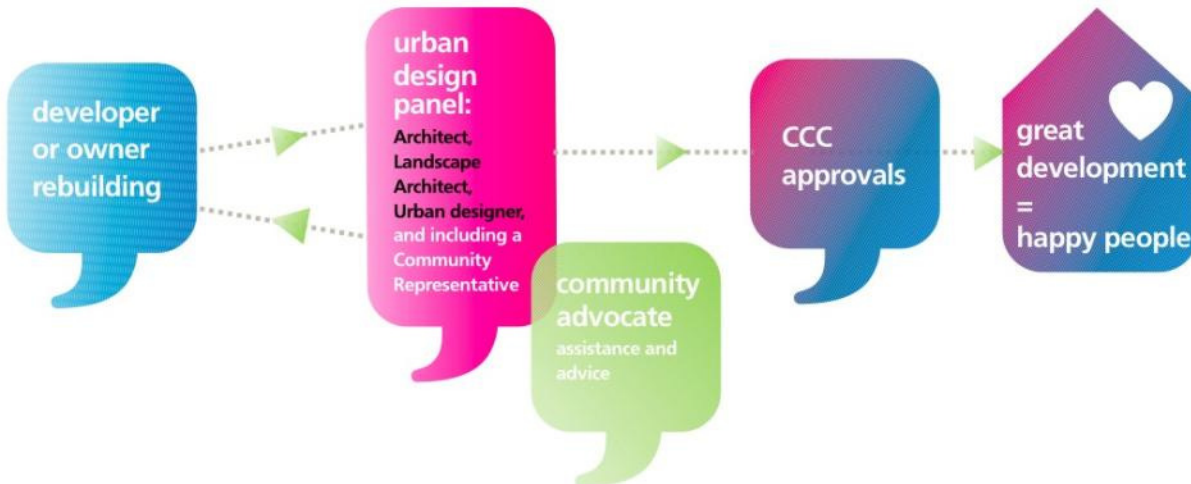 developer
or owner
rebuilding
urban
design
panel:
Architect,
Landscape
Architect,
Urban designer,
and including a
Community
Representative
community
advocate
assistance and
advice
CCC
approvals
great
development
=
happy people